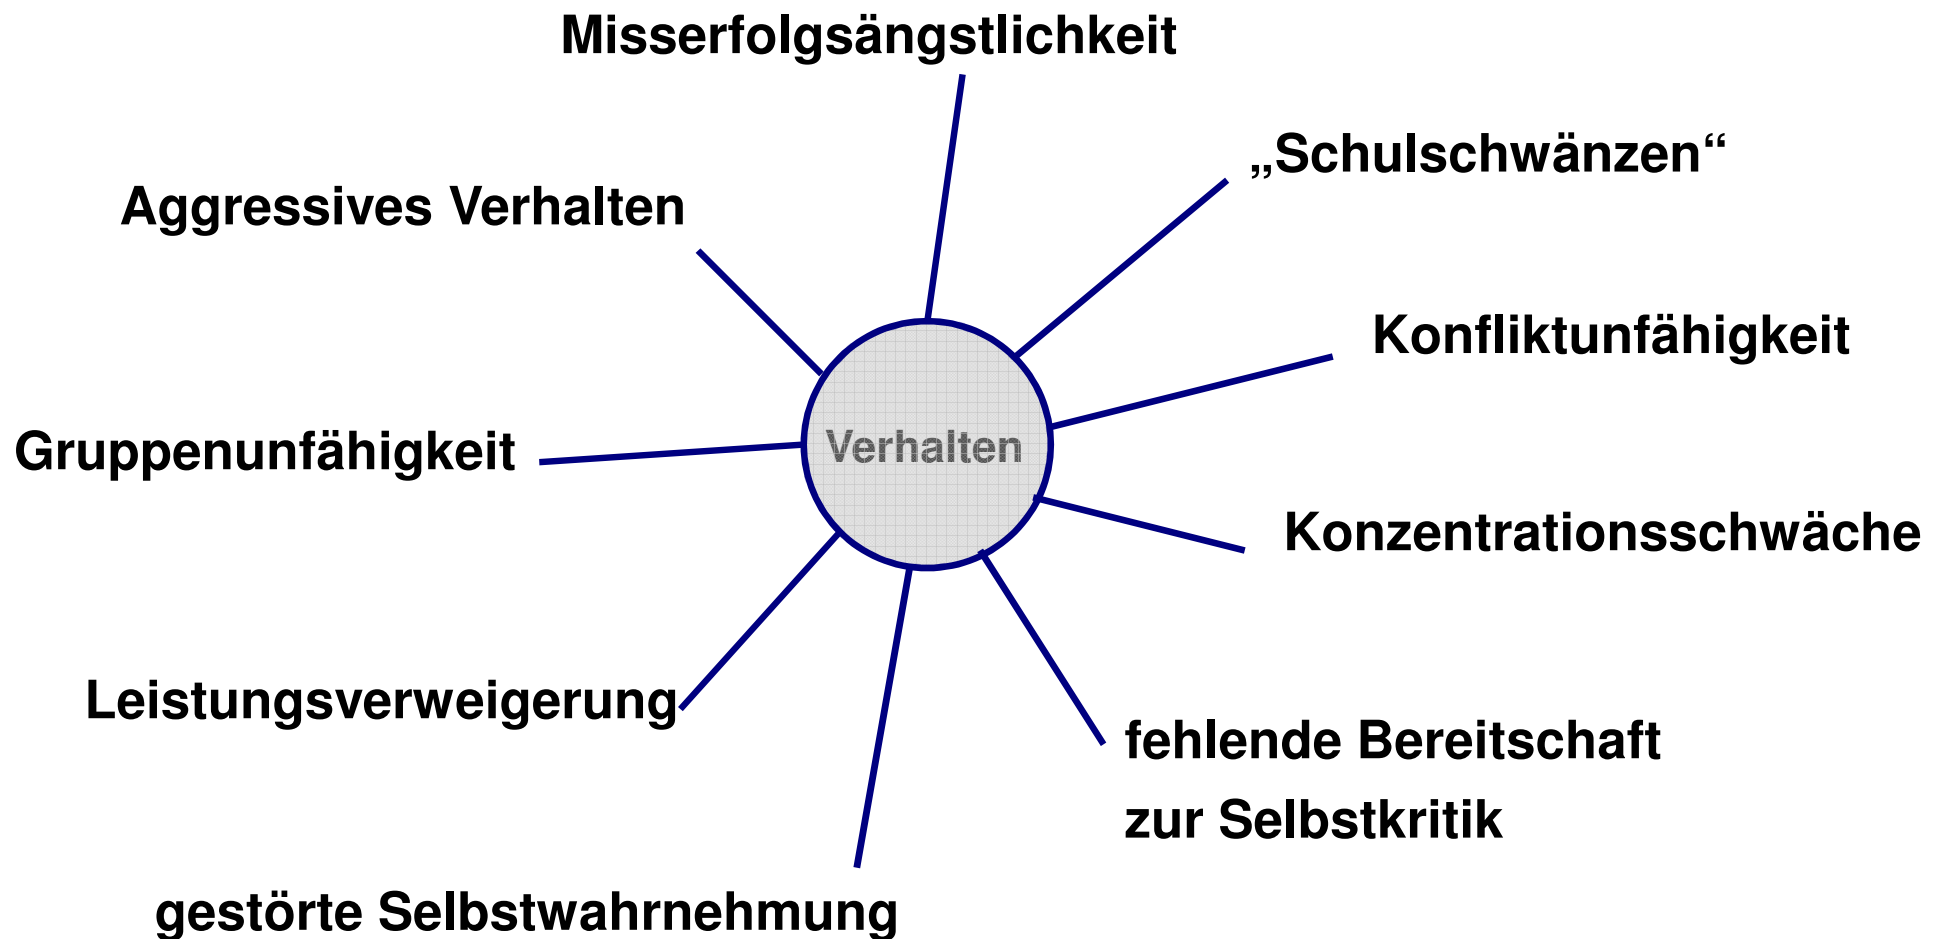 Misserfolgsängstlichkeit
„Schulschwänzen“
Aggressives Verhalten
Konfliktunfähigkeit
Verhalten
Gruppenunfähigkeit
Konzentrationsschwäche
Leistungsverweigerung
fehlende Bereitschaft
zur Selbstkritik
gestörte Selbstwahrnehmung